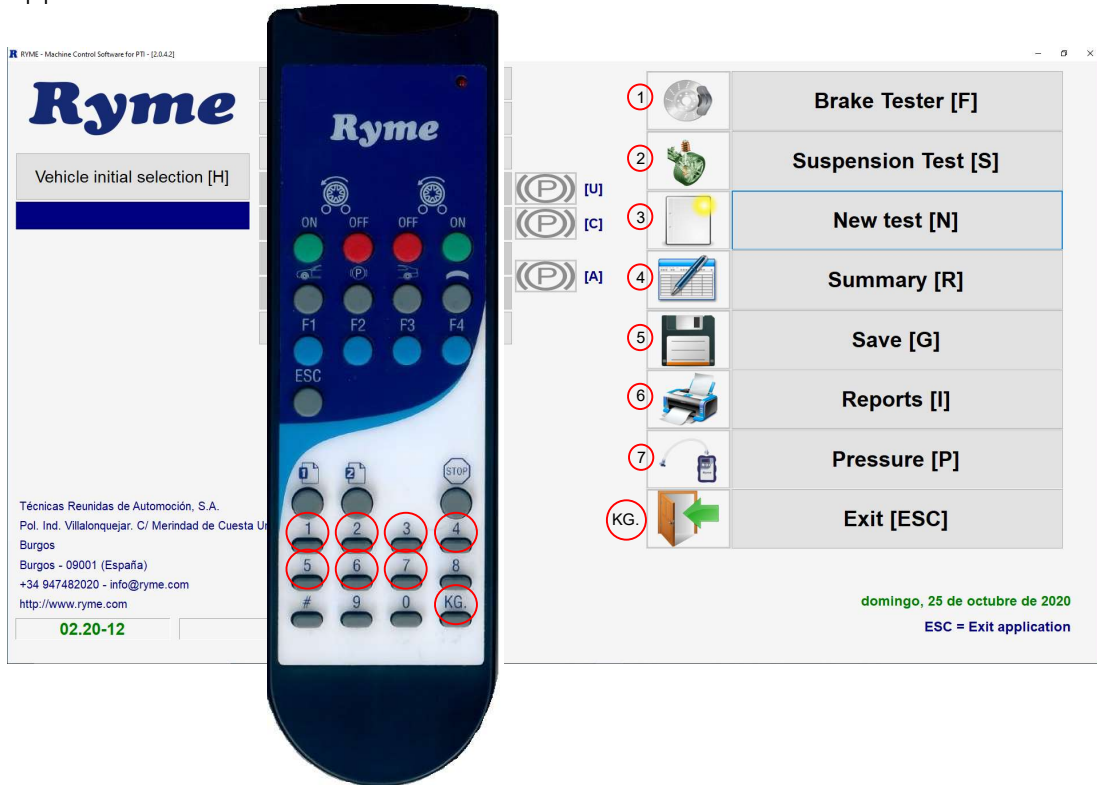 RYME - Machine Control Software for PTI - [2.0.4.2]
Ryme
Vehicle initial selection [H]
Técnicas Reunidas de Automoción, S.A.
Pol. Ind. Villalonquejar. C/ Merindad de Cuesta
Burgos
Burgos - 09001 (España)
+34 947482020 - info@ryme.com
http://www.ryme.com
02.20-12
Ryme
ON OFF OFF ON
(P)
F1 F2 F3 F4
ESC
1 2 STOP
1 2 3 4
5 6 7 8
# 9 0 KG.
(P) [U]
(P) [C]
(P) [A]
1 Brake Tester [F]
2 Suspension Test [S]
3 New test [N]
4 Summary [R]
5 Save [G]
6 Reports [I]
7 Pressure [P]
KG. Exit [ESC]
domingo, 25 de octubre de 2020
ESC = Exit application